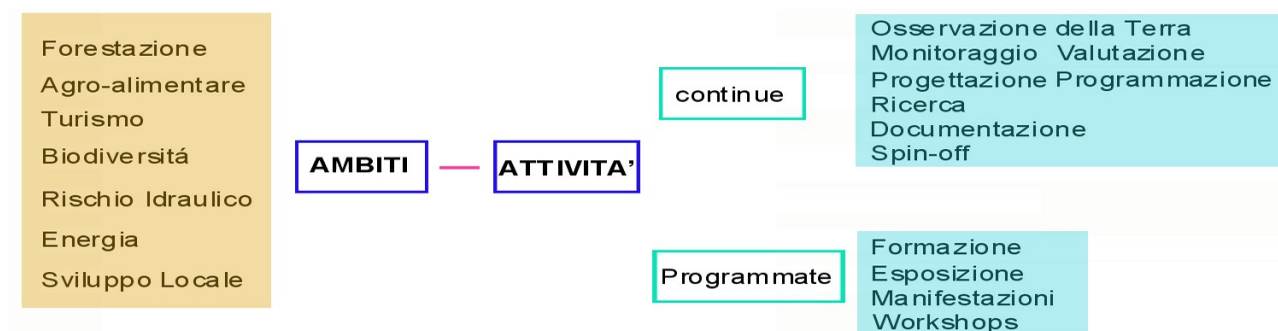 Forestazione
Agro-alimentare
Turismo
Biodiversitá
Rischio Idraulico
Energia
Sviluppo Locale
AMBITI
ATTIVITA’
continue
Osservazione della Terra
Monitoraggio Valutazione
Progettazione Programmazione
Ricerca
Documentazione
Spin-off
Programmate
Formazione
Esposizione
Manifestazioni
Workshops